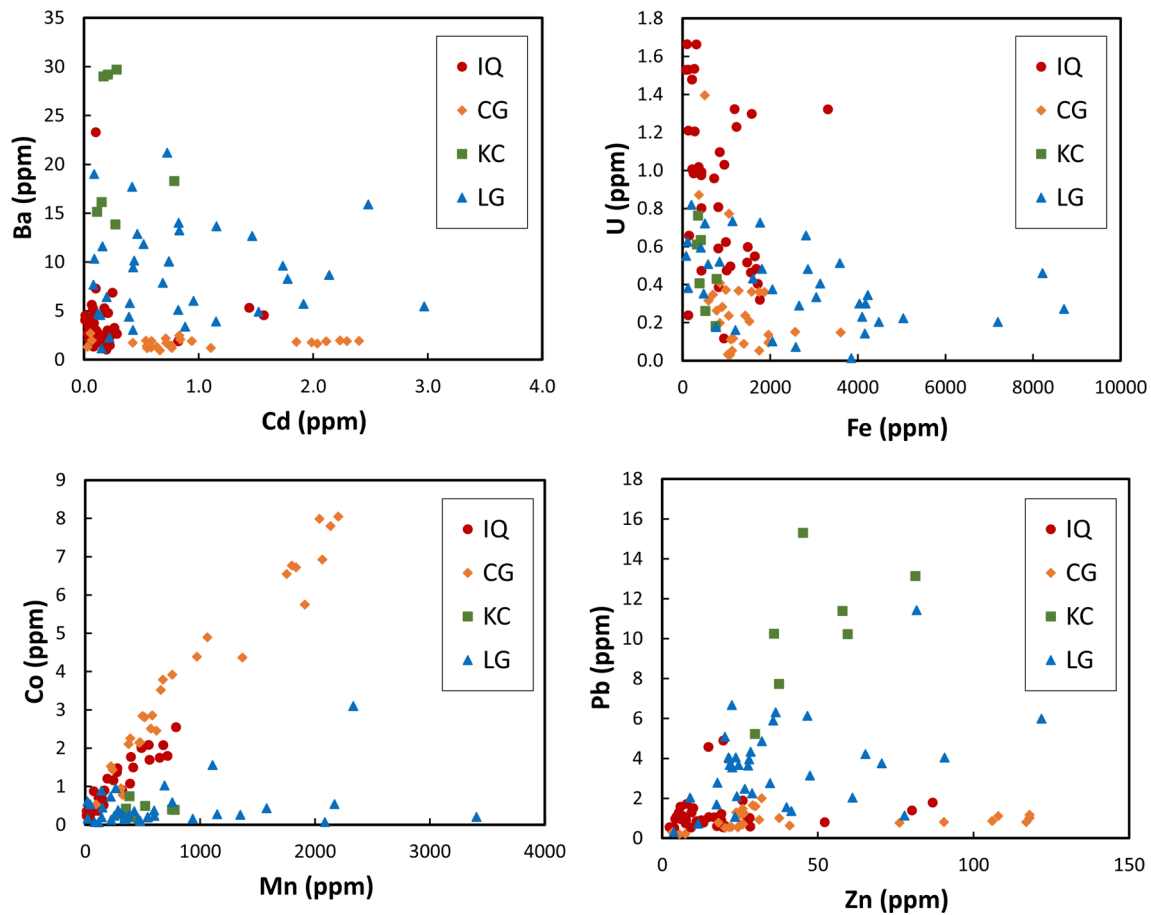 35
30
25
20
15
10
5
0
Ba (ppm)
0.0 1.0 2.0 3.0 4.0
Cd (ppm)
IQ
CG
KC
LG
1.8
1.6
1.4
1.2
1.0
0.8
0.6
0.4
0.2
0.0
U (ppm)
0 2000 4000 6000 8000 10000
Fe (ppm)
IQ
CG
KC
LG
9
8
7
6
5
4
3
2
1
0
Co (ppm)
0 1000 2000 3000 4000
Mn (ppm)
IQ
CG
KC
LG
18
16
14
12
10
8
6
4
2
0
Pb (ppm)
0 50 100 150
Zn (ppm)
IQ
CG
KC
LG